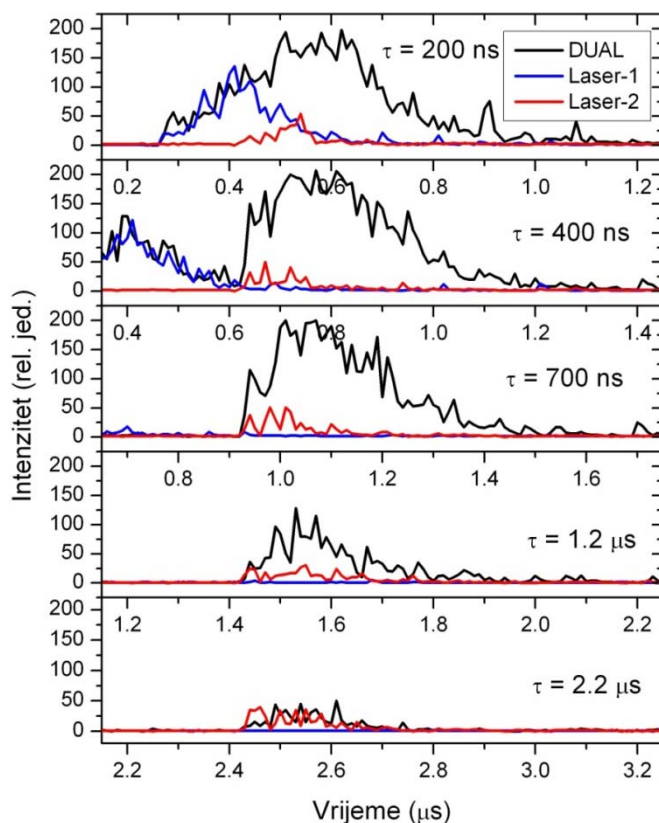 Intenzitet (rel. jed.)
200
150
100
50
0
τ = 200 ns
DUAL
Laser-1
Laser-2
0.2 0.4 0.6 0.8 1.0 1.2
200
150
100
50
0
τ = 400 ns
0.4 0.6 0.8 1.0 1.2 1.4
200
150
100
50
0
τ = 700 ns
0.8 1.0 1.2 1.4 1.6
200
150
100
50
0
τ = 1.2 μs
1.2 1.4 1.6 1.8 2.0 2.2
200
150
100
50
0
τ = 2.2 μs
2.2 2.4 2.6 2.8 3.0 3.2
Vrijeme (μs)